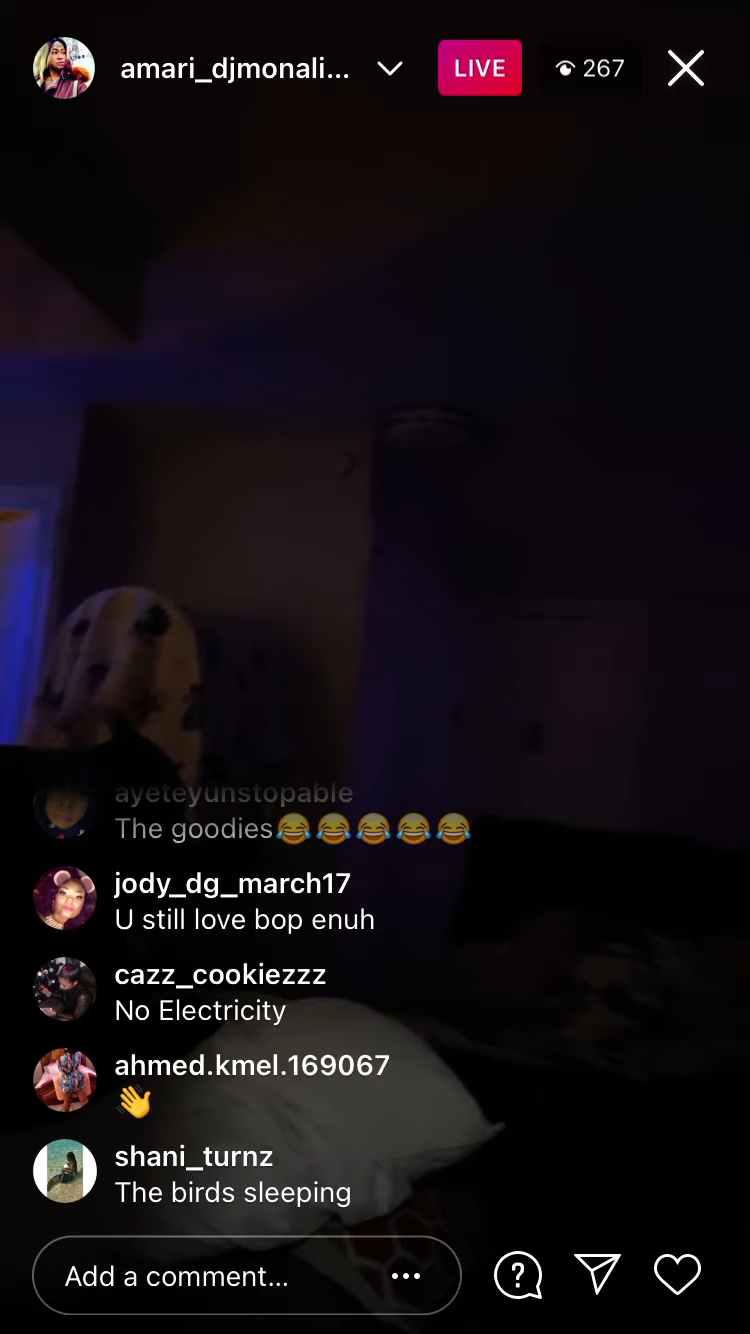 amari_djmonali...
LIVE
267
ayeteyunstopable
The goodies😂😂😂😂😂
jody_dg_march17
U still love bop enuh
cazz_cookiezzz
No Electricity
ahmed.kmel.169067
👋
shani_turnz
The birds sleeping
Add a comment...